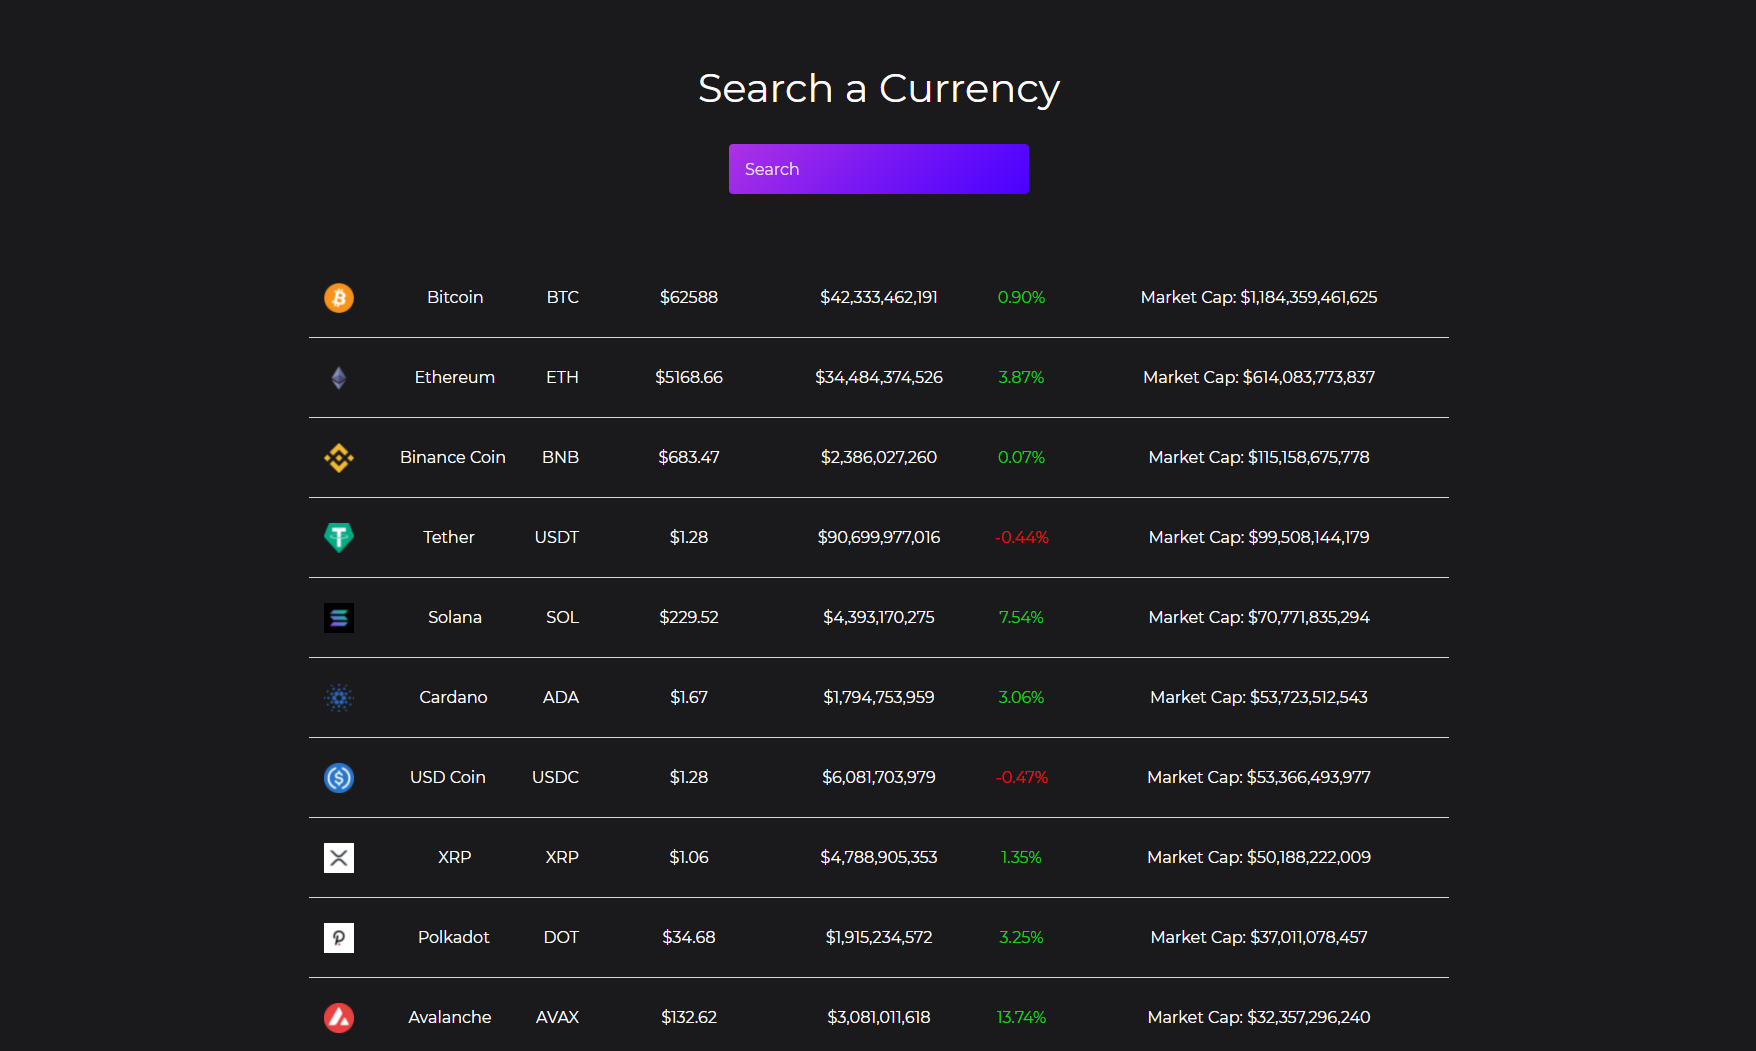 Search a Currency
Search
Bitcoin BTC $62588 $42,333,462,191 0.90% Market Cap: $1,184,359,461,625
Ethereum ETH $5168.66 $34,484,374,526 3.87% Market Cap: $614,083,773,837
Binance Coin BNB $683.47 $2,386,027,260 0.07% Market Cap: $115,158,675,778
Tether USDT $1.28 $90,699,977,016 -0.44% Market Cap: $99,508,144,179
Solana SOL $229.52 $4,393,170,275 7.54% Market Cap: $70,771,835,294
Cardano ADA $1.67 $1,794,753,959 3.06% Market Cap: $53,723,512,543
USD Coin USDC $1.28 $6,081,703,979 -0.47% Market Cap: $53,366,493,977
XRP XRP $1.06 $4,788,905,353 1.35% Market Cap: $50,188,222,009
Polkadot DOT $34.68 $1,915,234,572 3.25% Market Cap: $37,011,078,457
Avalanche AVAX $132.62 $3,081,011,618 13.74% Market Cap: $32,357,296,240